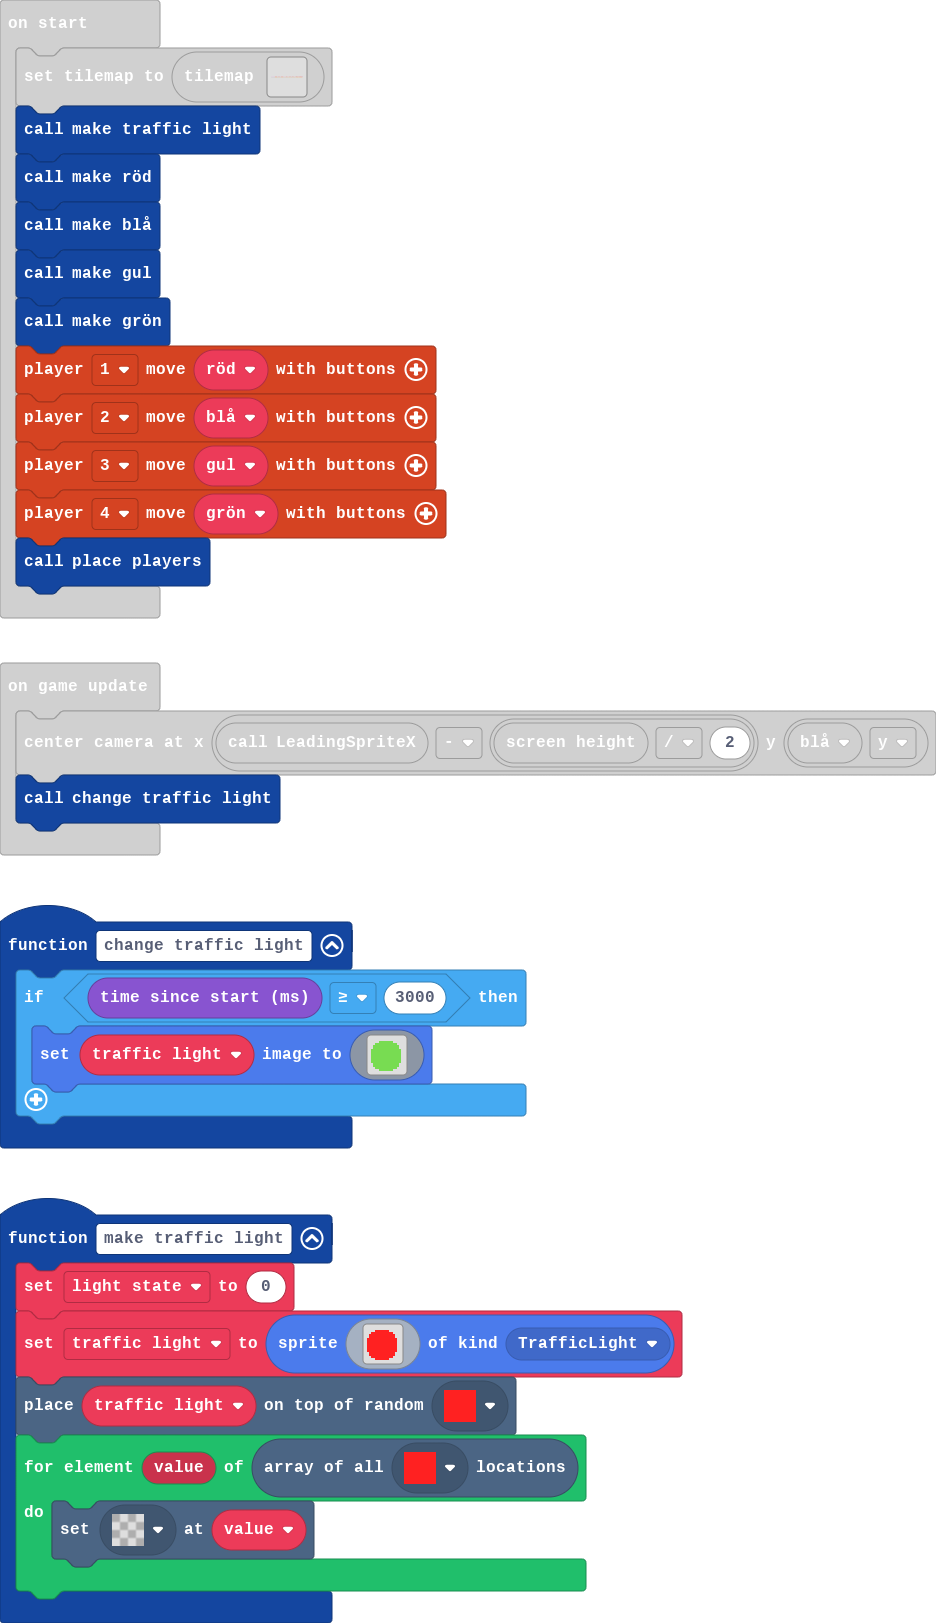 on start
set tilemap to tilemap
call make traffic light
call make röd
call make blå
call make gul
call make grön
player 1 move röd with buttons
player 2 move blå with buttons
player 3 move gul with buttons
player 4 move grön with buttons
call place players
on game update
center camera at x call LeadingSpriteX - screen height / 2 y blå y
call change traffic light
function change traffic light
if time since start (ms) ≥ 3000 then
set traffic light image to
function make traffic light
set light state to 0
set traffic light to sprite of kind TrafficLight
place traffic light on top of random
for element value of array of all locations
do
set at value